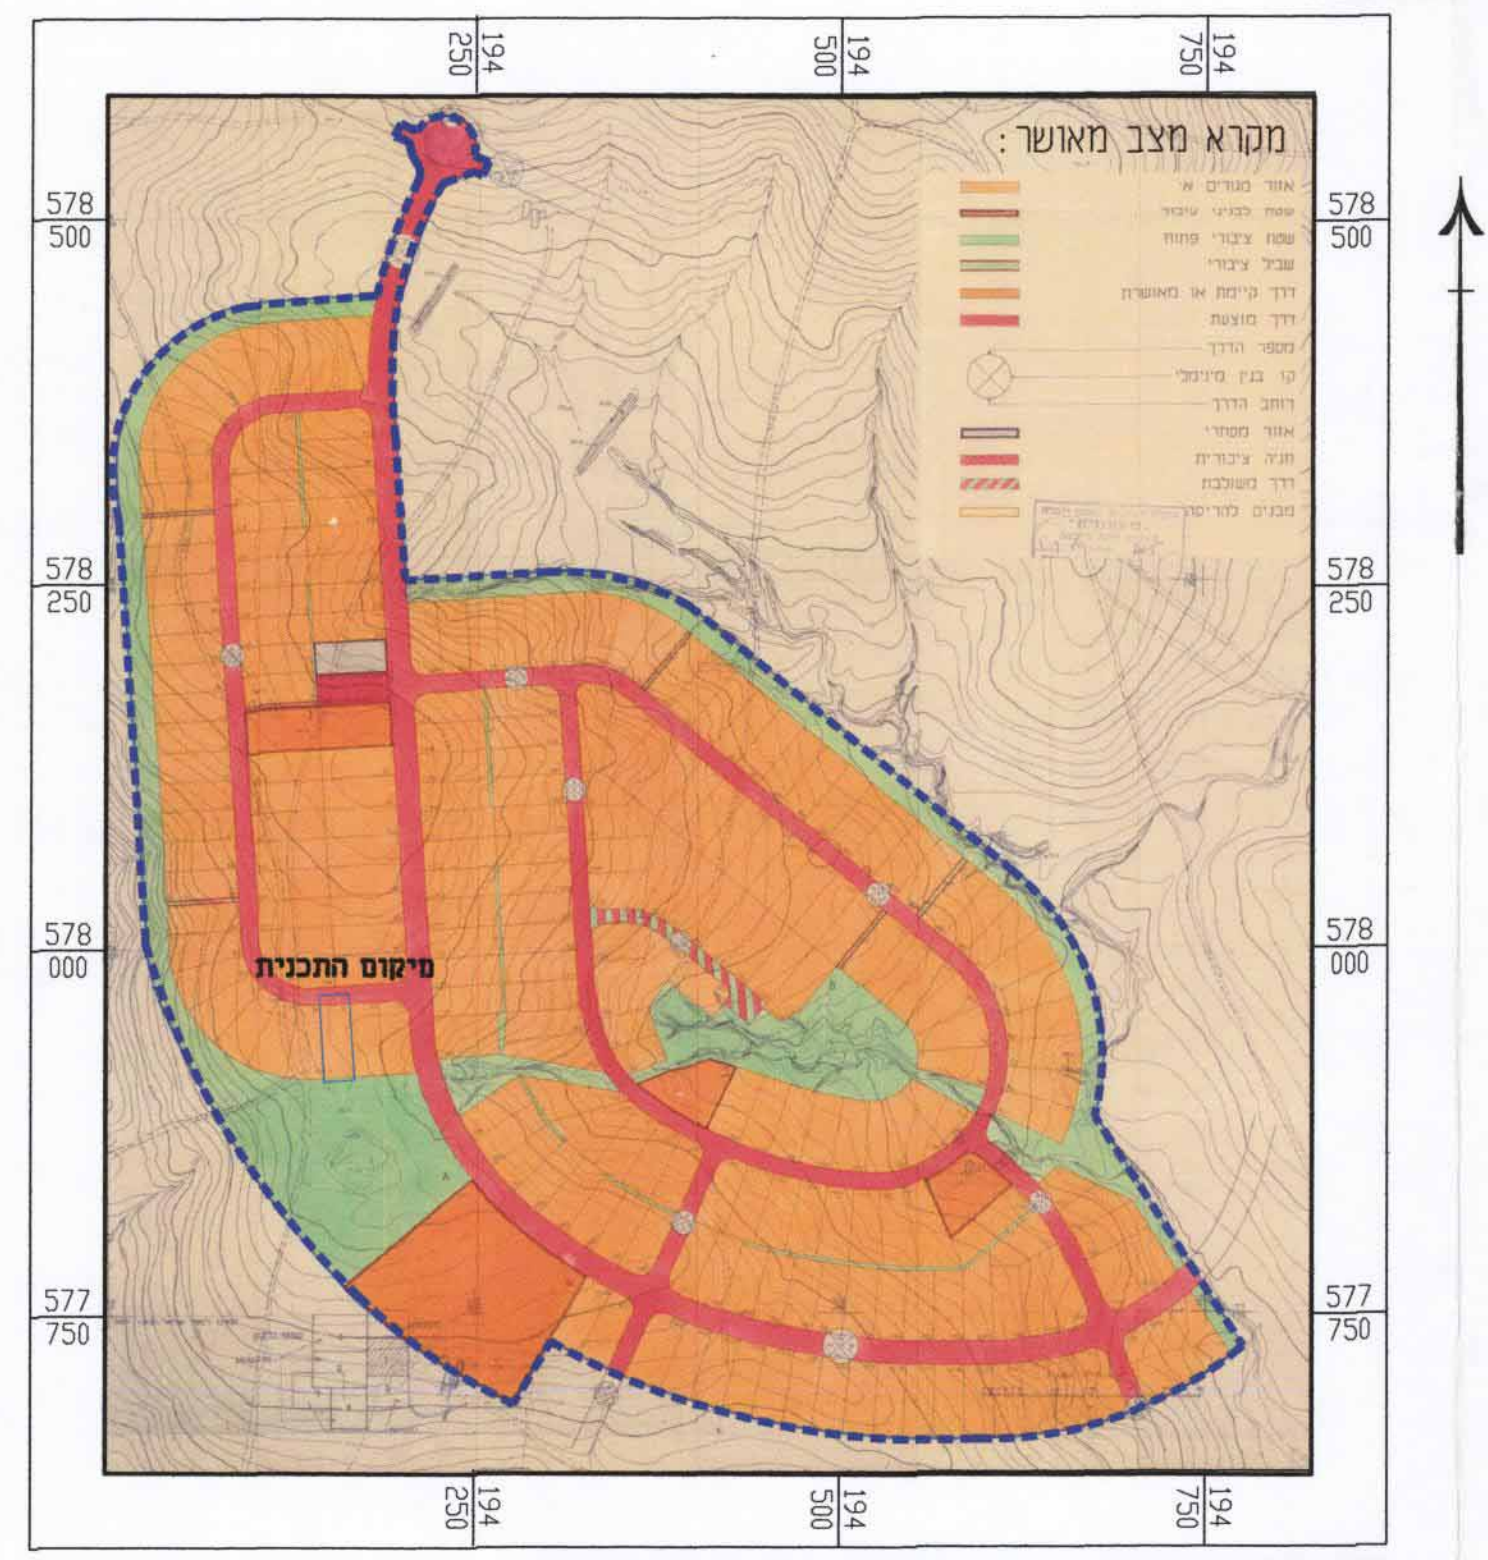 194
250
194
500
194
750
מקרא מצב מאושר:
אזור מגורים א'
שטח לבניני ציבור
שטח ציבורי פתוח
שביל ציבורי
דרך קיימת או מאושרת
דרך מוצעת
מספר הדרך
קו בנין מינימלי
רוחב הדרך
אזור מסחרי
חניה ציבורית
דרך משולבת
מבנים להריסה
578
500
578
500
578
250
578
250
578
000
578
000
מיקום התכנית
577
750
577
750
194
250
194
500
194
750